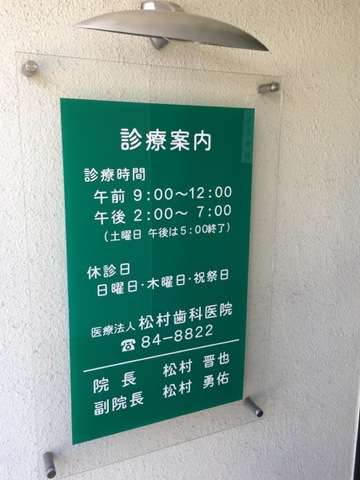 診療案内
診療時間
午前 9:00～12:00
午後 2:00～ 7:00
（土曜日 午後は5:00終了）
休診日
日曜日・木曜日・祝祭日
医療法人 松村歯科医院
☎84-8822
院 長 松村 晋也
副院長 松村 勇佑